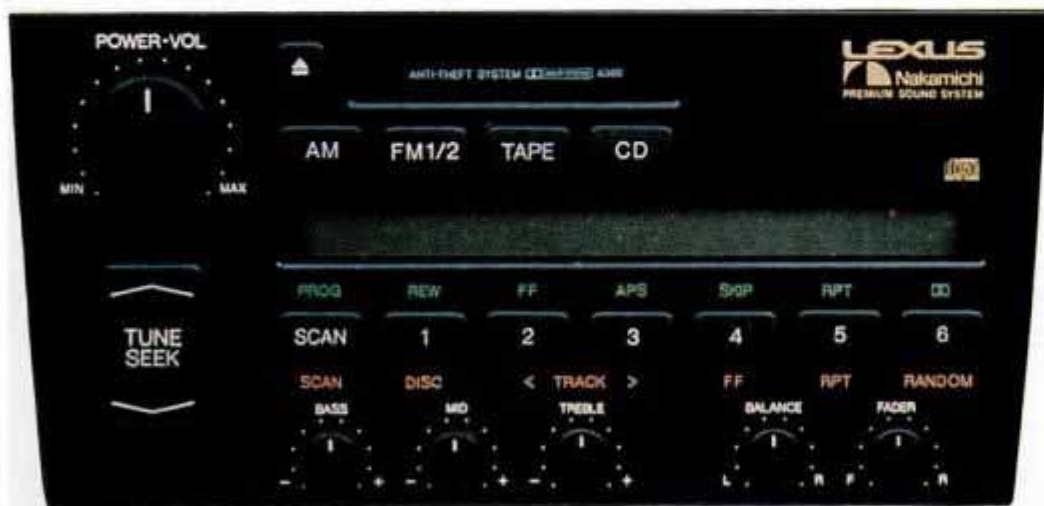 POWER-VOL
ANTI-THEFT SYSTEM
LEXUS
Nakamichi
PREMIUM SOUND SYSTEM
AM FM1/2 TAPE CD
MIN MAX
PROG REW FF APS SKIP RPT
SCAN 1 2 3 4 5 6
TUNE
SEEK
SCAN DISC < TRACK > FF RPT RANDOM
BASS MID TREBLE BALANCE FADER
- + - + - + L R F R